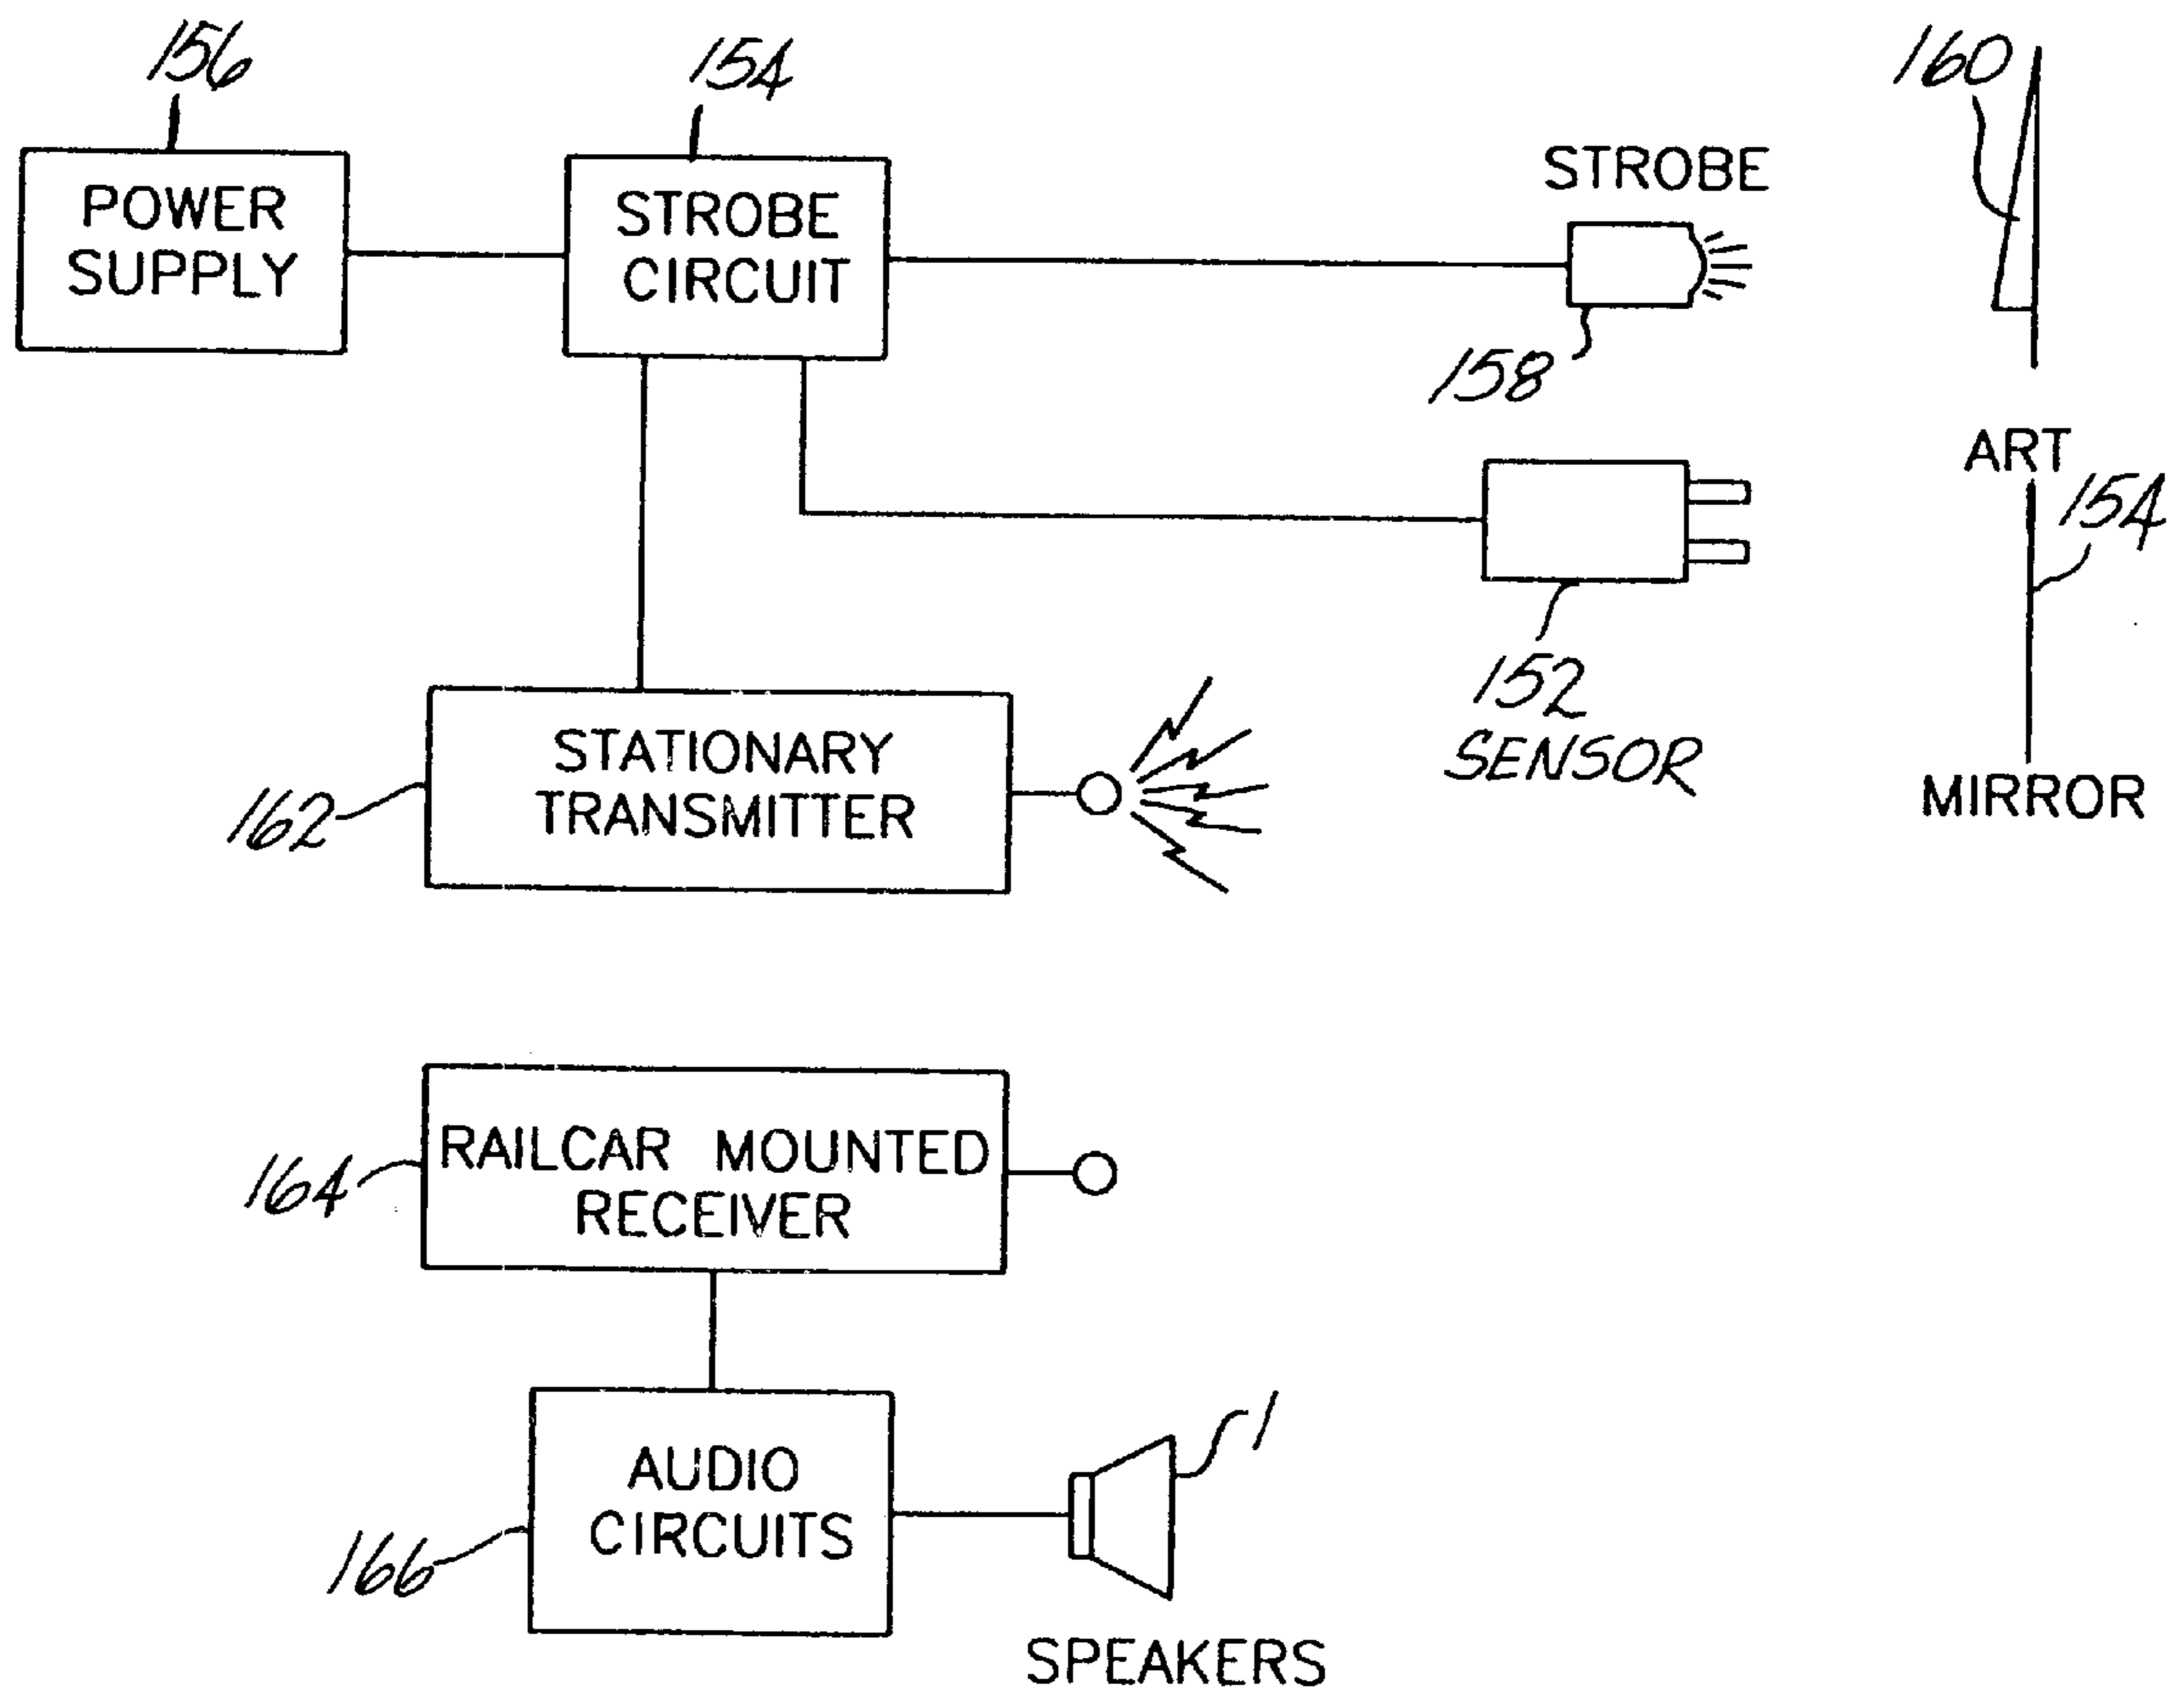 156
154
160
POWER
SUPPLY
STROBE
CIRCUIT
STROBE
158
ART
154
152
SENSOR
MIRROR
STATIONARY
TRANSMITTER
162
RAILCAR MOUNTED
RECEIVER
164
AUDIO
CIRCUITS
1
166
SPEAKERS